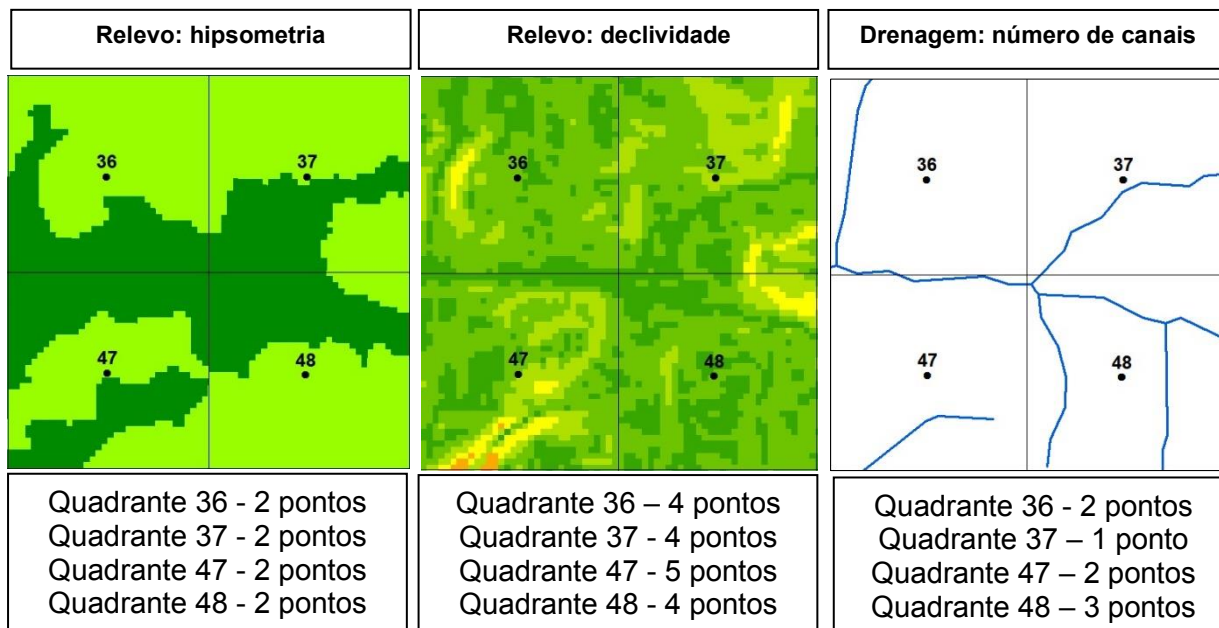 Relevo: hipsometria
Relevo: declividade
Drenagem: número de canais
36
37
47
48
36
37
47
48
36
37
47
48
Quadrante 36 - 2 pontos
Quadrante 37 - 2 pontos
Quadrante 47 - 2 pontos
Quadrante 48 - 2 pontos
Quadrante 36 – 4 pontos
Quadrante 37 - 4 pontos
Quadrante 47 - 5 pontos
Quadrante 48 - 4 pontos
Quadrante 36 - 2 pontos
Quadrante 37 – 1 ponto
Quadrante 47 – 2 pontos
Quadrante 48 – 3 pontos